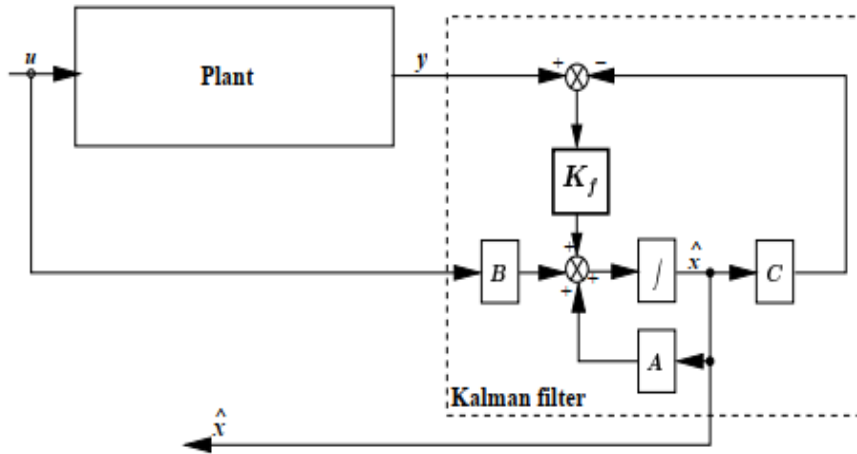 u
Plant
y
+
−
K_f
+
B
+
+
∫
x̂
C
A
Kalman filter
x̂